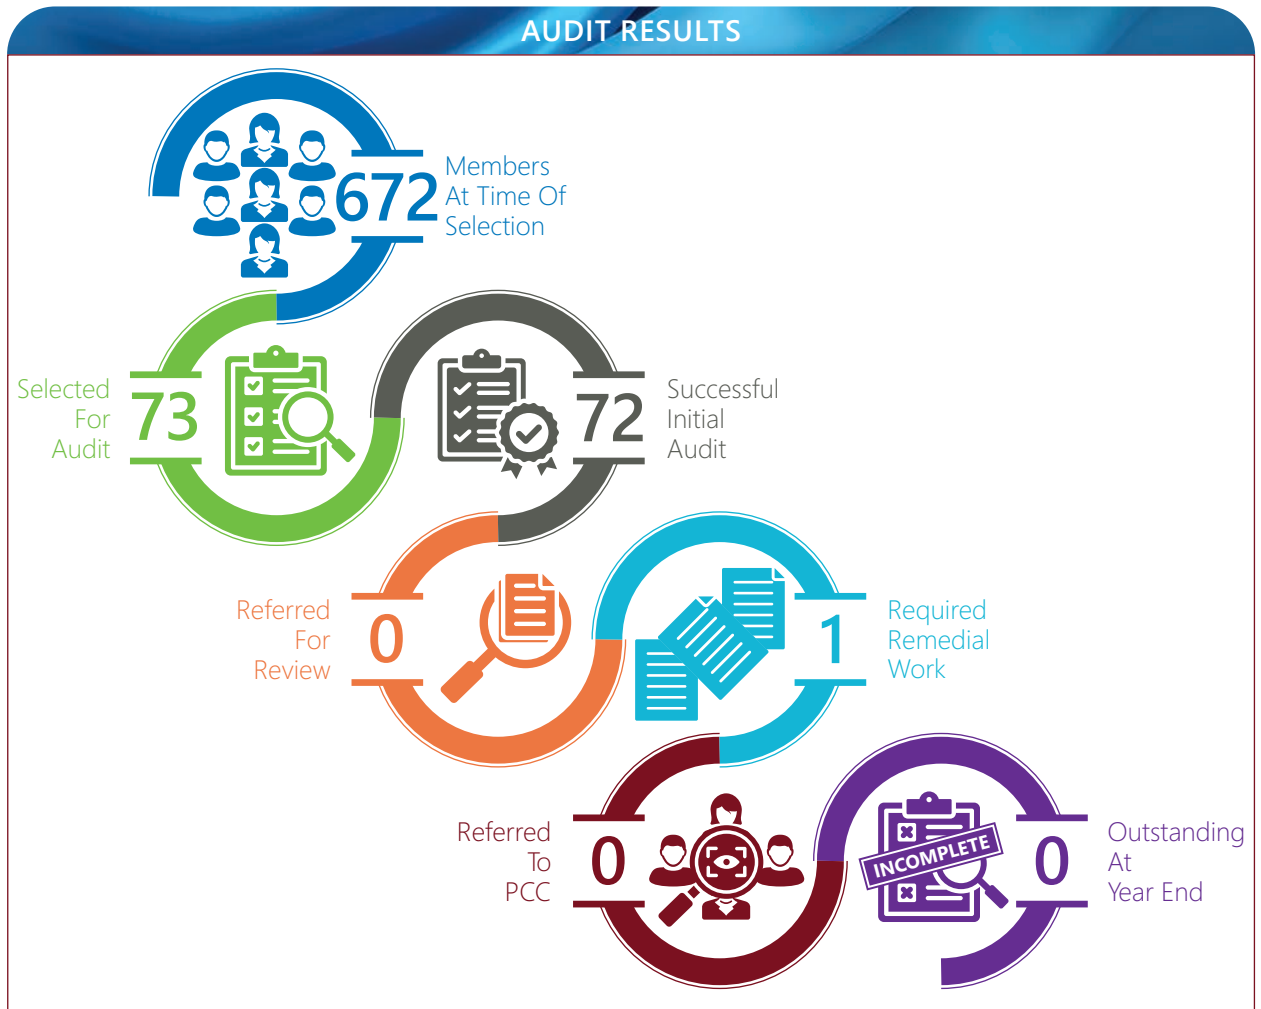 AUDIT RESULTS
672
Members
At Time Of
Selection
Selected
For
Audit
73
72
Successful
Initial
Audit
Referred
For
Review
0
1
Required
Remedial
Work
Referred
To
PCC
0
INCOMPLETE
0
Outstanding
At
Year End